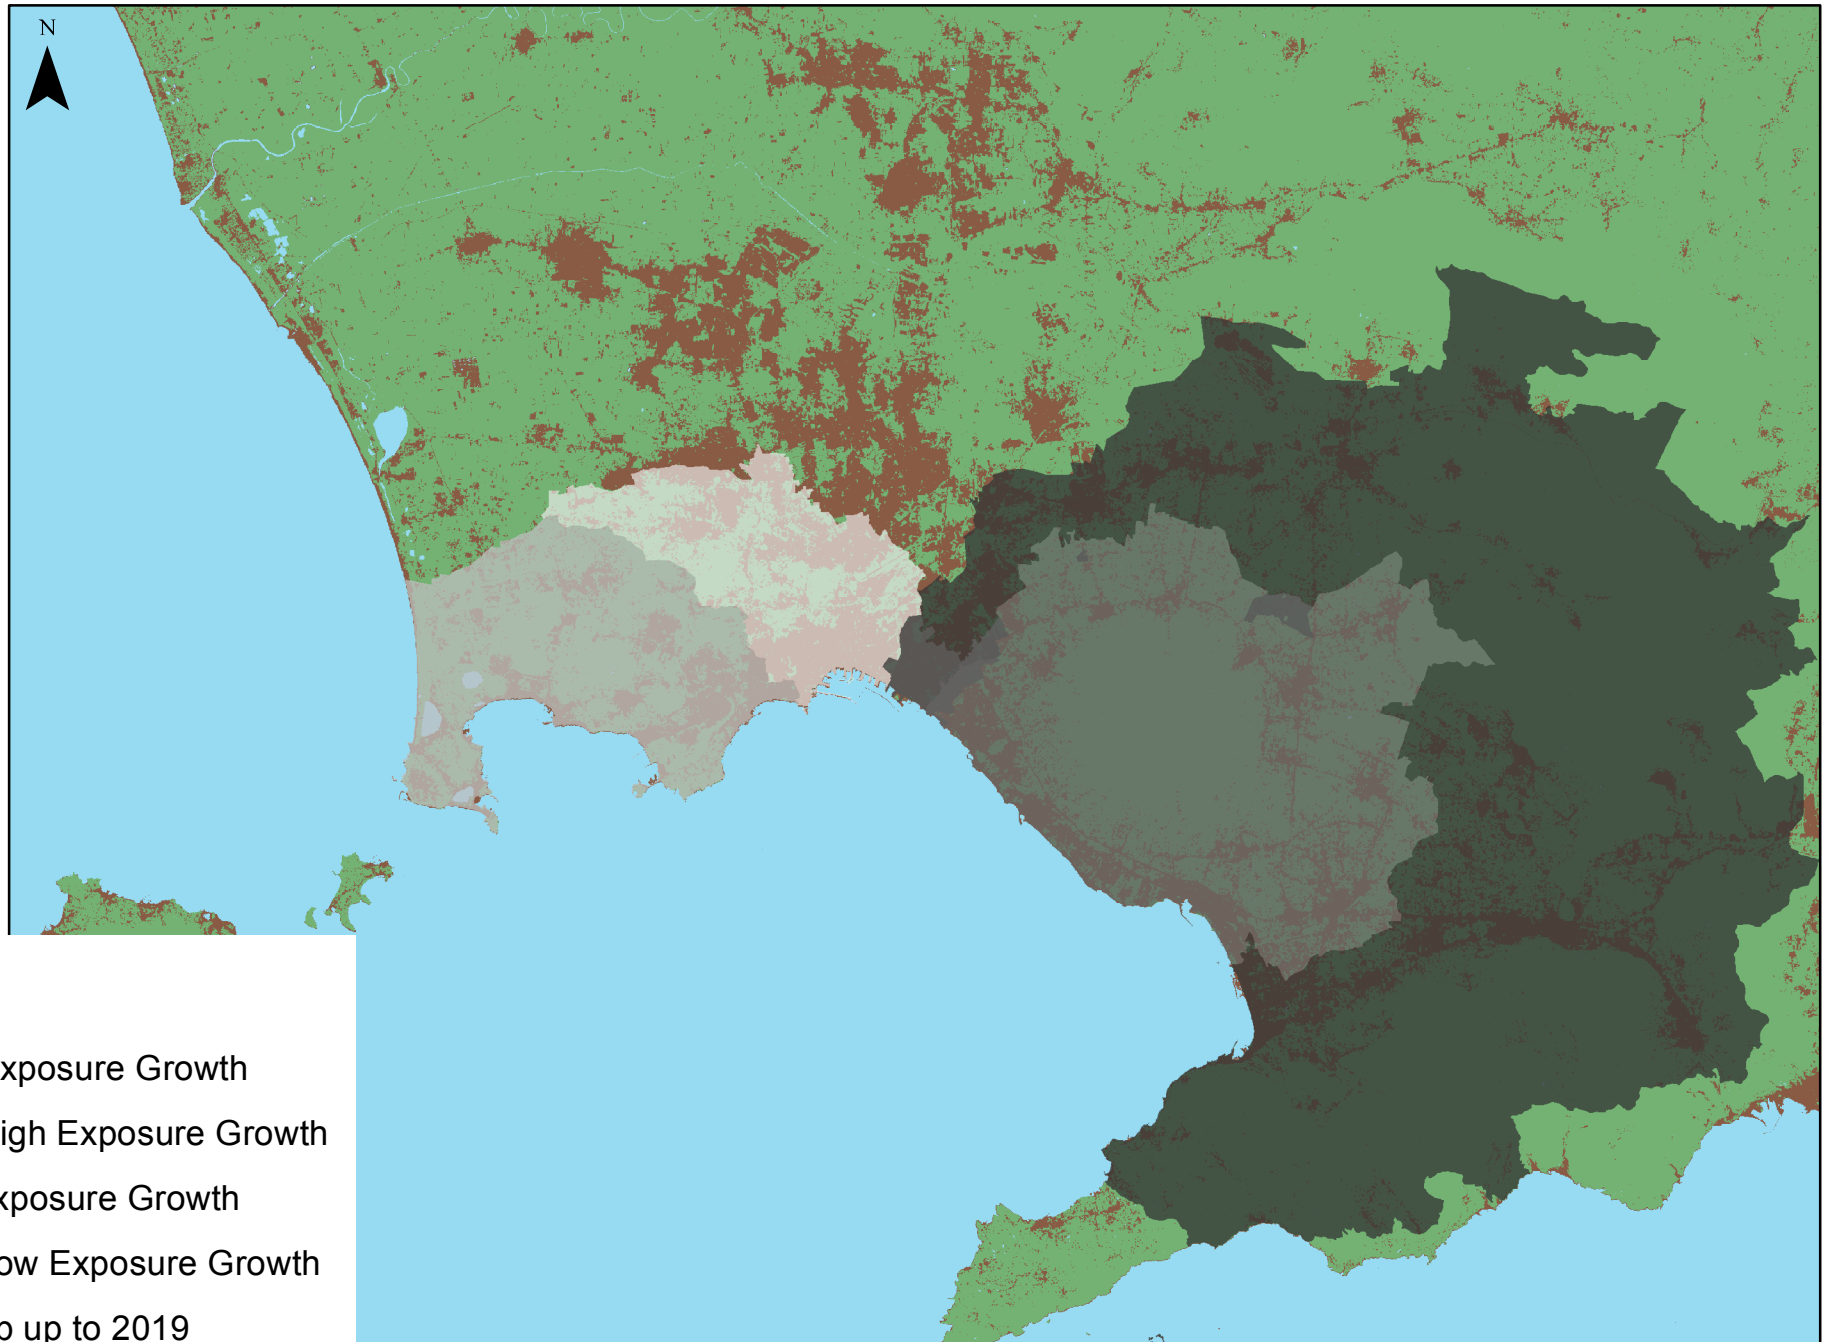 N
xposure Growth
igh Exposure Growth
xposure Growth
ow Exposure Growth
up to 2019